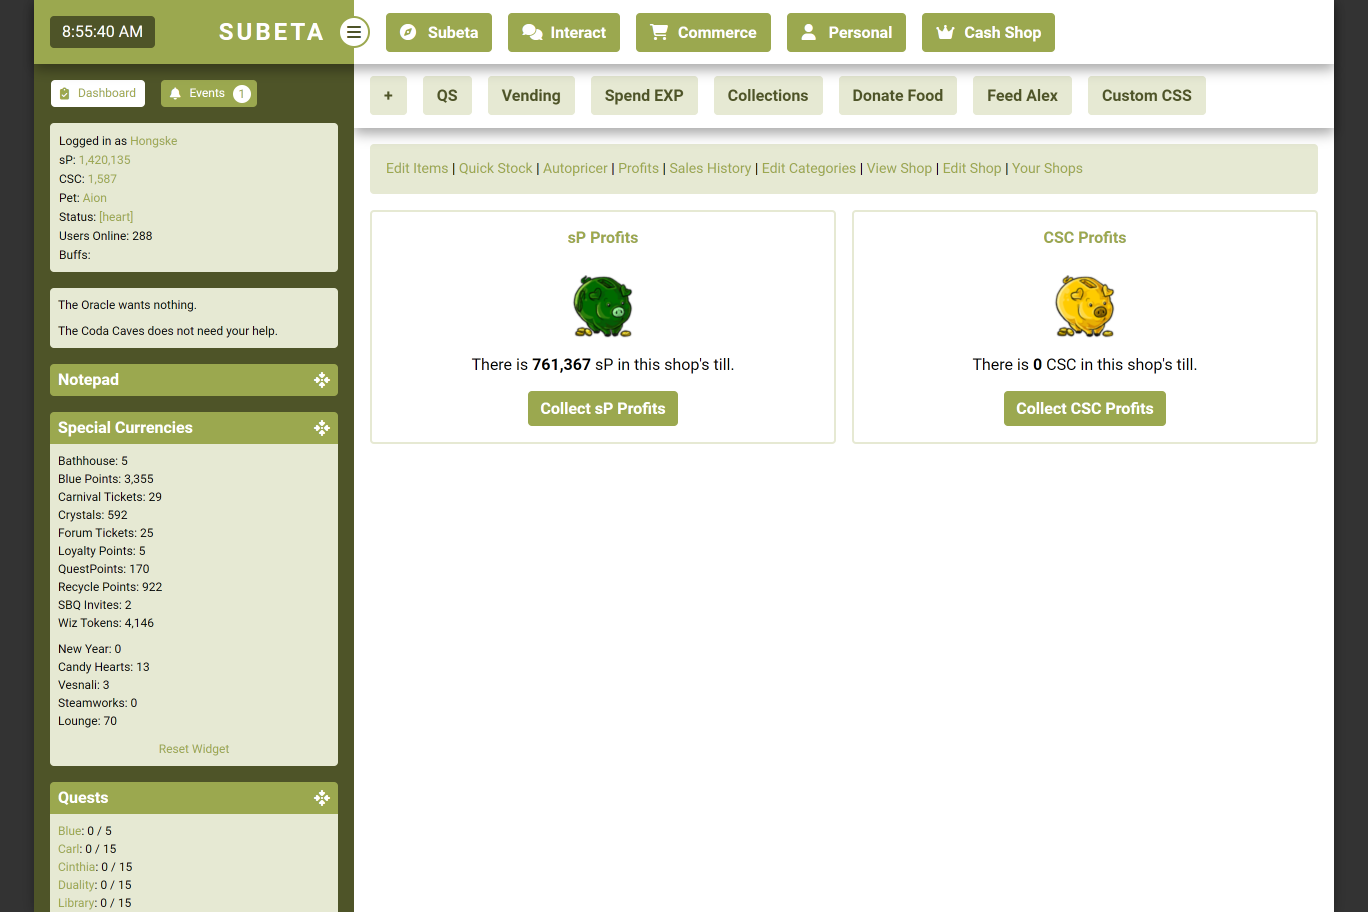 8:55:40 AM
SUBETA
Subeta
Interact
Commerce
Personal
Cash Shop
Dashboard
Events 1
+
QS
Vending
Spend EXP
Collections
Donate Food
Feed Alex
Custom CSS
Logged in as Hongske
sP: 1,420,135
CSC: 1,587
Pet: Aion
Status: [heart]
Users Online: 288
Buffs:
The Oracle wants nothing.
The Coda Caves does not need your help.
Notepad
Special Currencies
Bathhouse: 5
Blue Points: 3,355
Carnival Tickets: 29
Crystals: 592
Forum Tickets: 25
Loyalty Points: 5
QuestPoints: 170
Recycle Points: 922
SBQ Invites: 2
Wiz Tokens: 4,146
New Year: 0
Candy Hearts: 13
Vesnali: 3
Steamworks: 0
Lounge: 70
Reset Widget
Quests
Blue: 0 / 5
Carl: 0 / 15
Cinthia: 0 / 15
Duality: 0 / 15
Library: 0 / 15
Edit Items | Quick Stock | Autopricer | Profits | Sales History | Edit Categories | View Shop | Edit Shop | Your Shops
sP Profits
There is 761,367 sP in this shop's till.
Collect sP Profits
CSC Profits
There is 0 CSC in this shop's till.
Collect CSC Profits